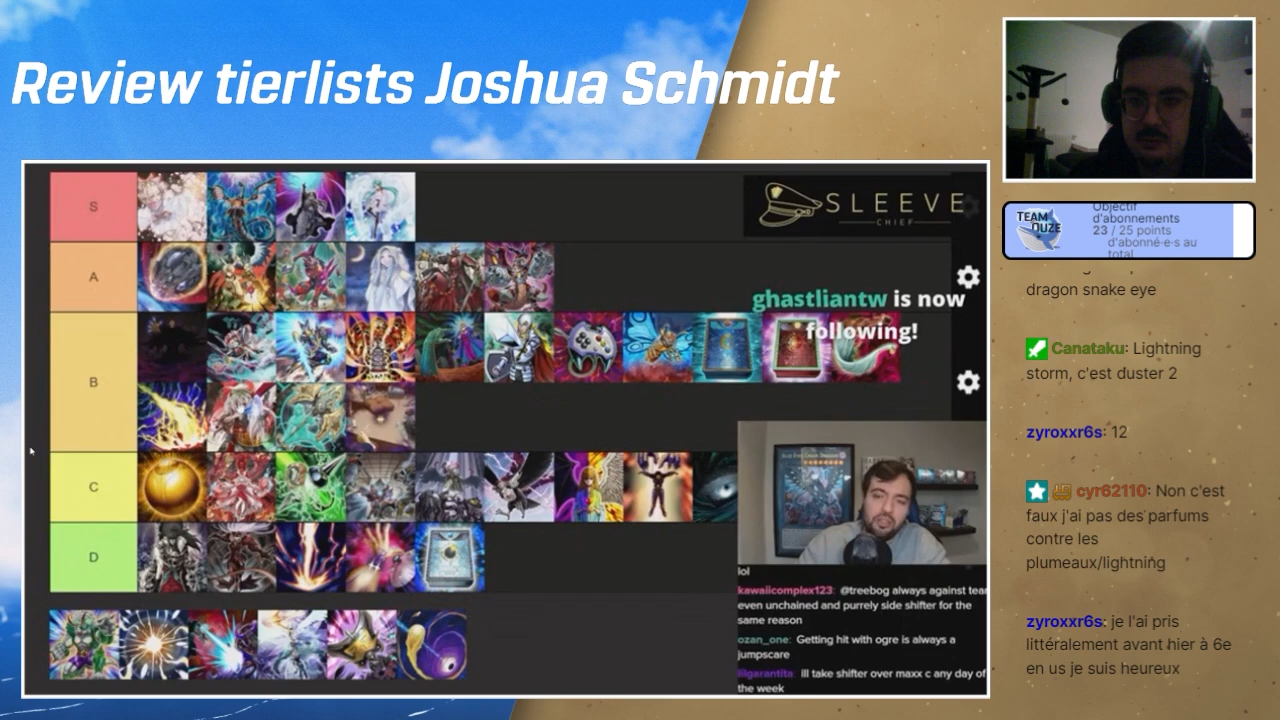 Review tierlists Joshua Schmidt
S
A
B
C
D
SLEEVE
CHIEF
ghastliantw is now
following!
lol
kawaiicomplex123: @treebog always against tear
even unchained and purrely side shifter for the
same reason
ozan_one: Getting hit with ogre is always a
jumpscare
lilgarantita: ill take shifter over maxx c any day of
the week
TEAM
OUZE
Objectif
d'abonnements
23 / 25 points
d'abonné·e·s au
total
dragon snake eye
Canataku: Lightning
storm, c'est duster 2
zyroxxr6s: 12
cyr62110: Non c'est
faux j'ai pas des parfums
contre les
plumeaux/lightning
zyroxxr6s: je l'ai pris
littéralement avant hier à 6e
en us je suis heureux